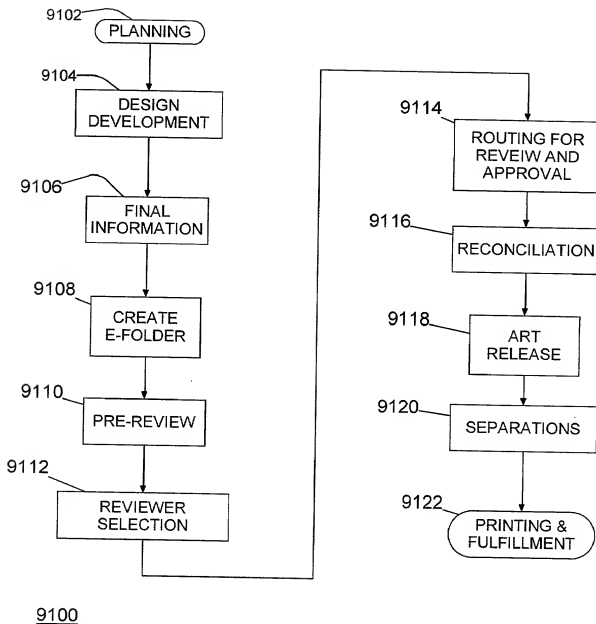 9102
PLANNING
9104
DESIGN
DEVELOPMENT
9106
FINAL
INFORMATION
9108
CREATE
E-FOLDER
9110
PRE-REVIEW
9112
REVIEWER
SELECTION
9114
ROUTING FOR
REVEIW AND
APPROVAL
9116
RECONCILIATION
9118
ART
RELEASE
9120
SEPARATIONS
9122
PRINTING &
FULFILLMENT
9100